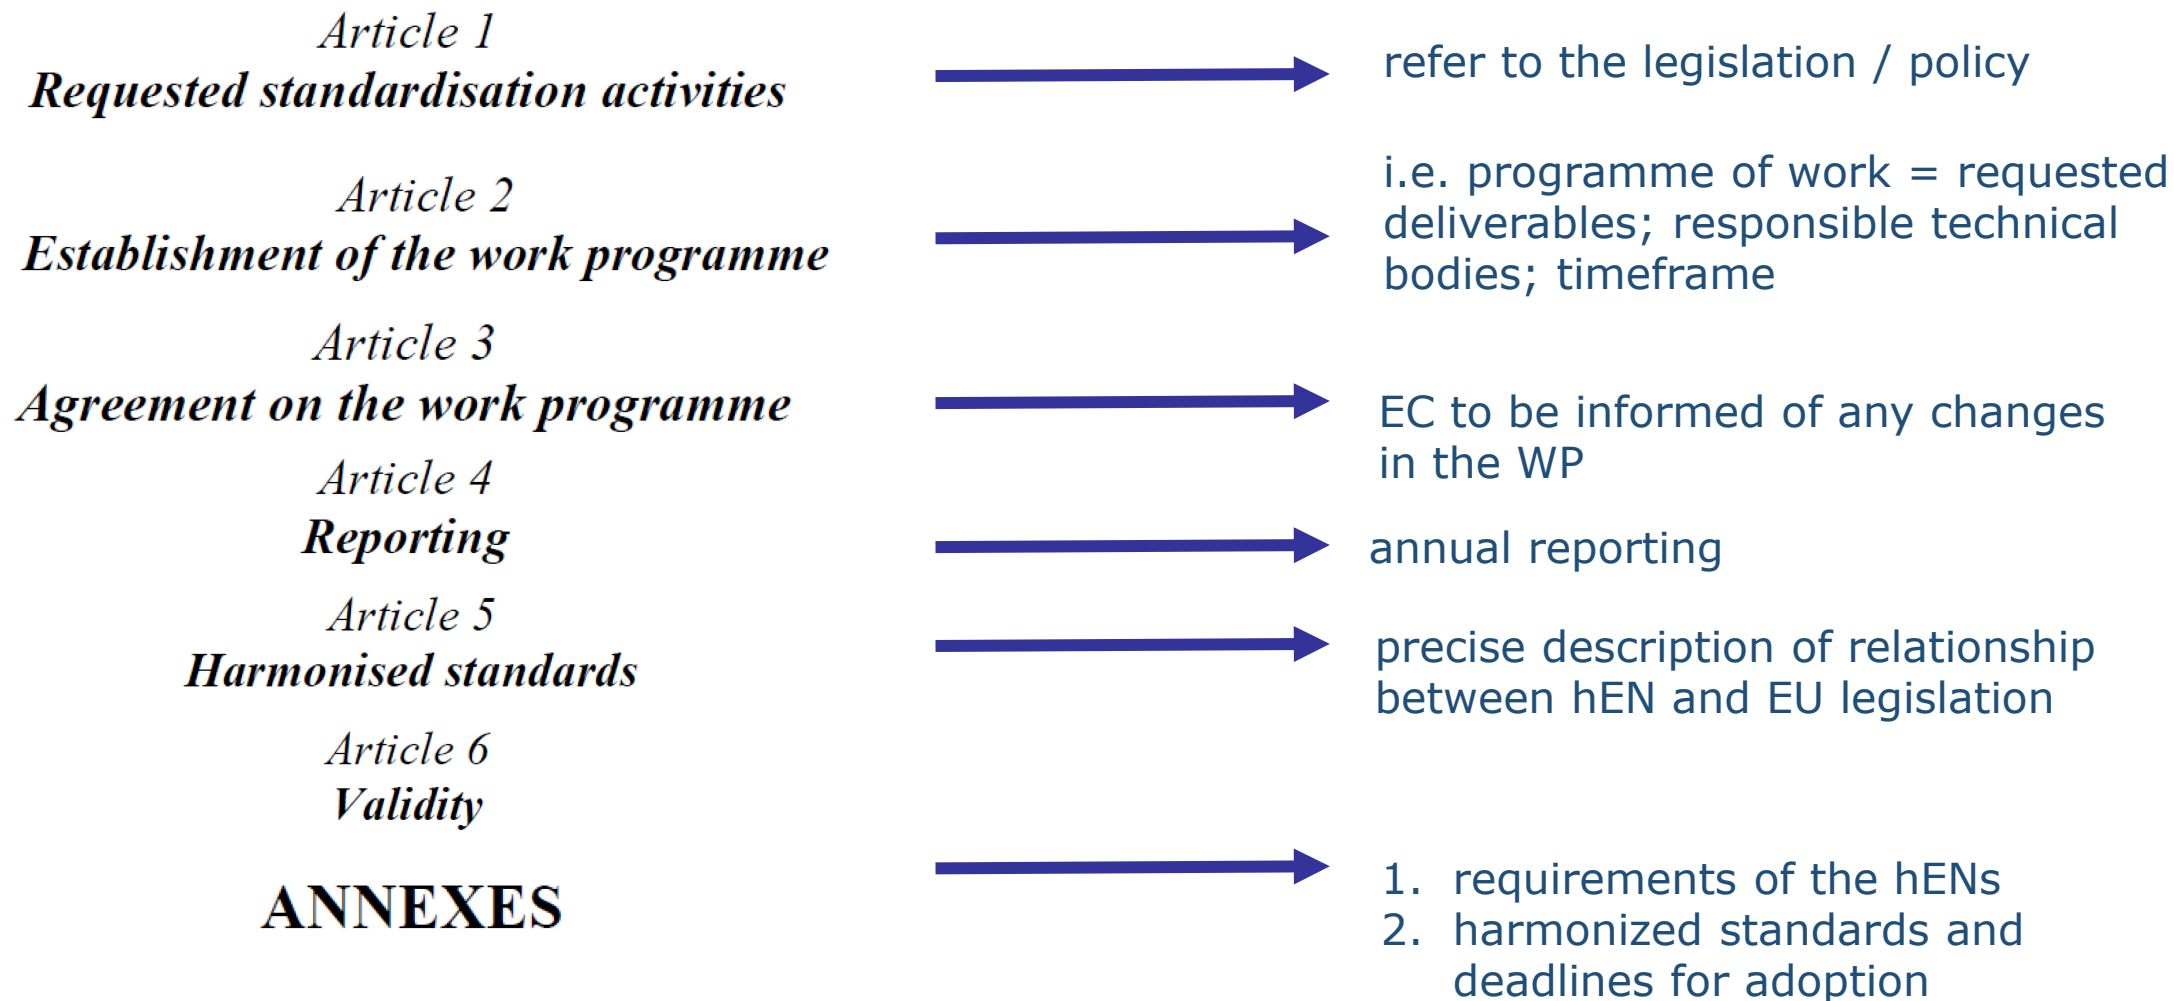 Article 1
Requested standardisation activities
refer to the legislation / policy
Article 2
Establishment of the work programme
i.e. programme of work = requested
deliverables; responsible technical
bodies; timeframe
Article 3
Agreement on the work programme
EC to be informed of any changes
in the WP
Article 4
Reporting
annual reporting
Article 5
Harmonised standards
precise description of relationship
between hEN and EU legislation
Article 6
Validity
ANNEXES
1. requirements of the hENs
2. harmonized standards and
deadlines for adoption